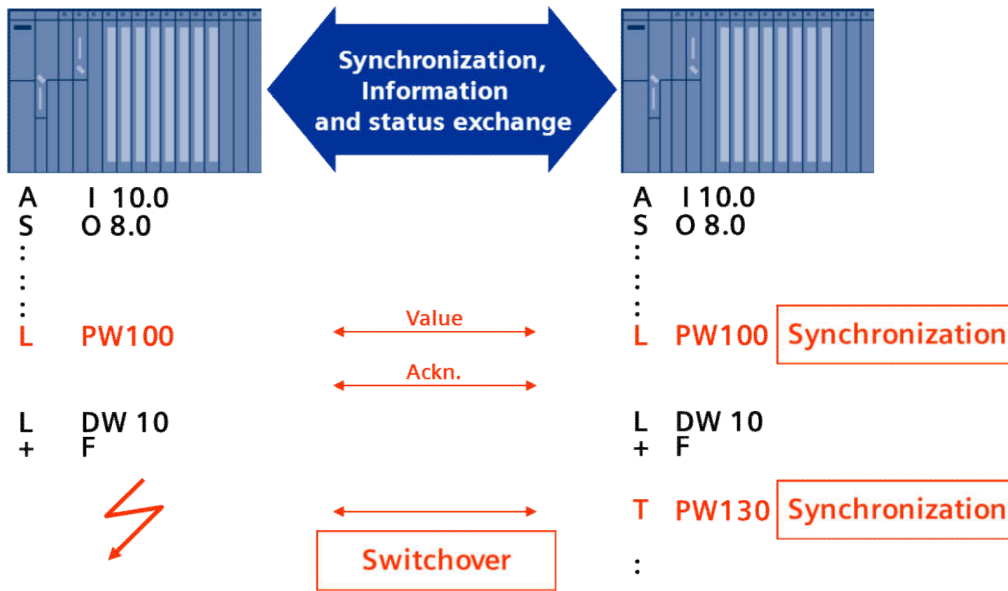 Synchronization,
Information
and status exchange
A I 10.0
S O 8.0
:
:
:
L PW100
L DW 10
+ F
Value
Ackn.
Switchover
A I 10.0
S O 8.0
:
:
:
L PW100 Synchronization
L DW 10
+ F
T PW130 Synchronization
: